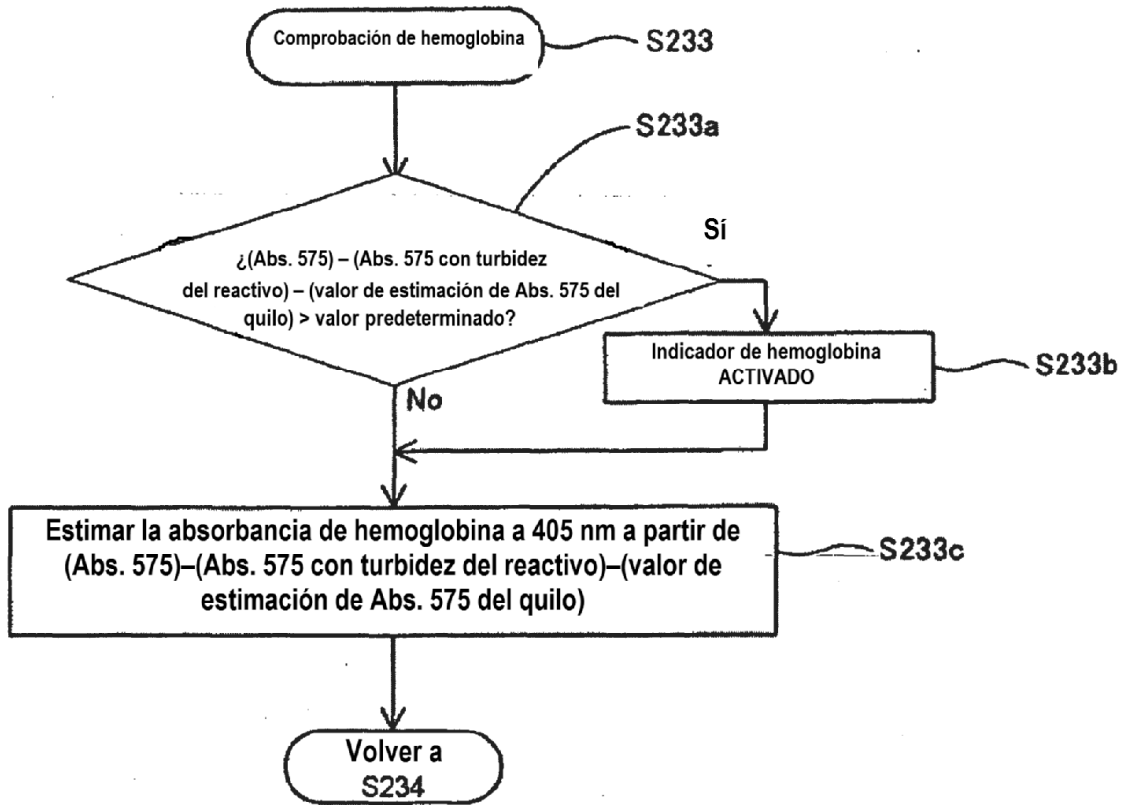 Comprobación de hemoglobina
S233
S233a
¿(Abs. 575) – (Abs. 575 con turbidez
del reactivo) – (valor de estimación de Abs. 575 del
quilo) > valor predeterminado?
Sí
Indicador de hemoglobina
ACTIVADO
S233b
No
Estimar la absorbancia de hemoglobina a 405 nm a partir de
(Abs. 575)–(Abs. 575 con turbidez del reactivo)–(valor de
estimación de Abs. 575 del quilo)
S233c
Volver a
S234